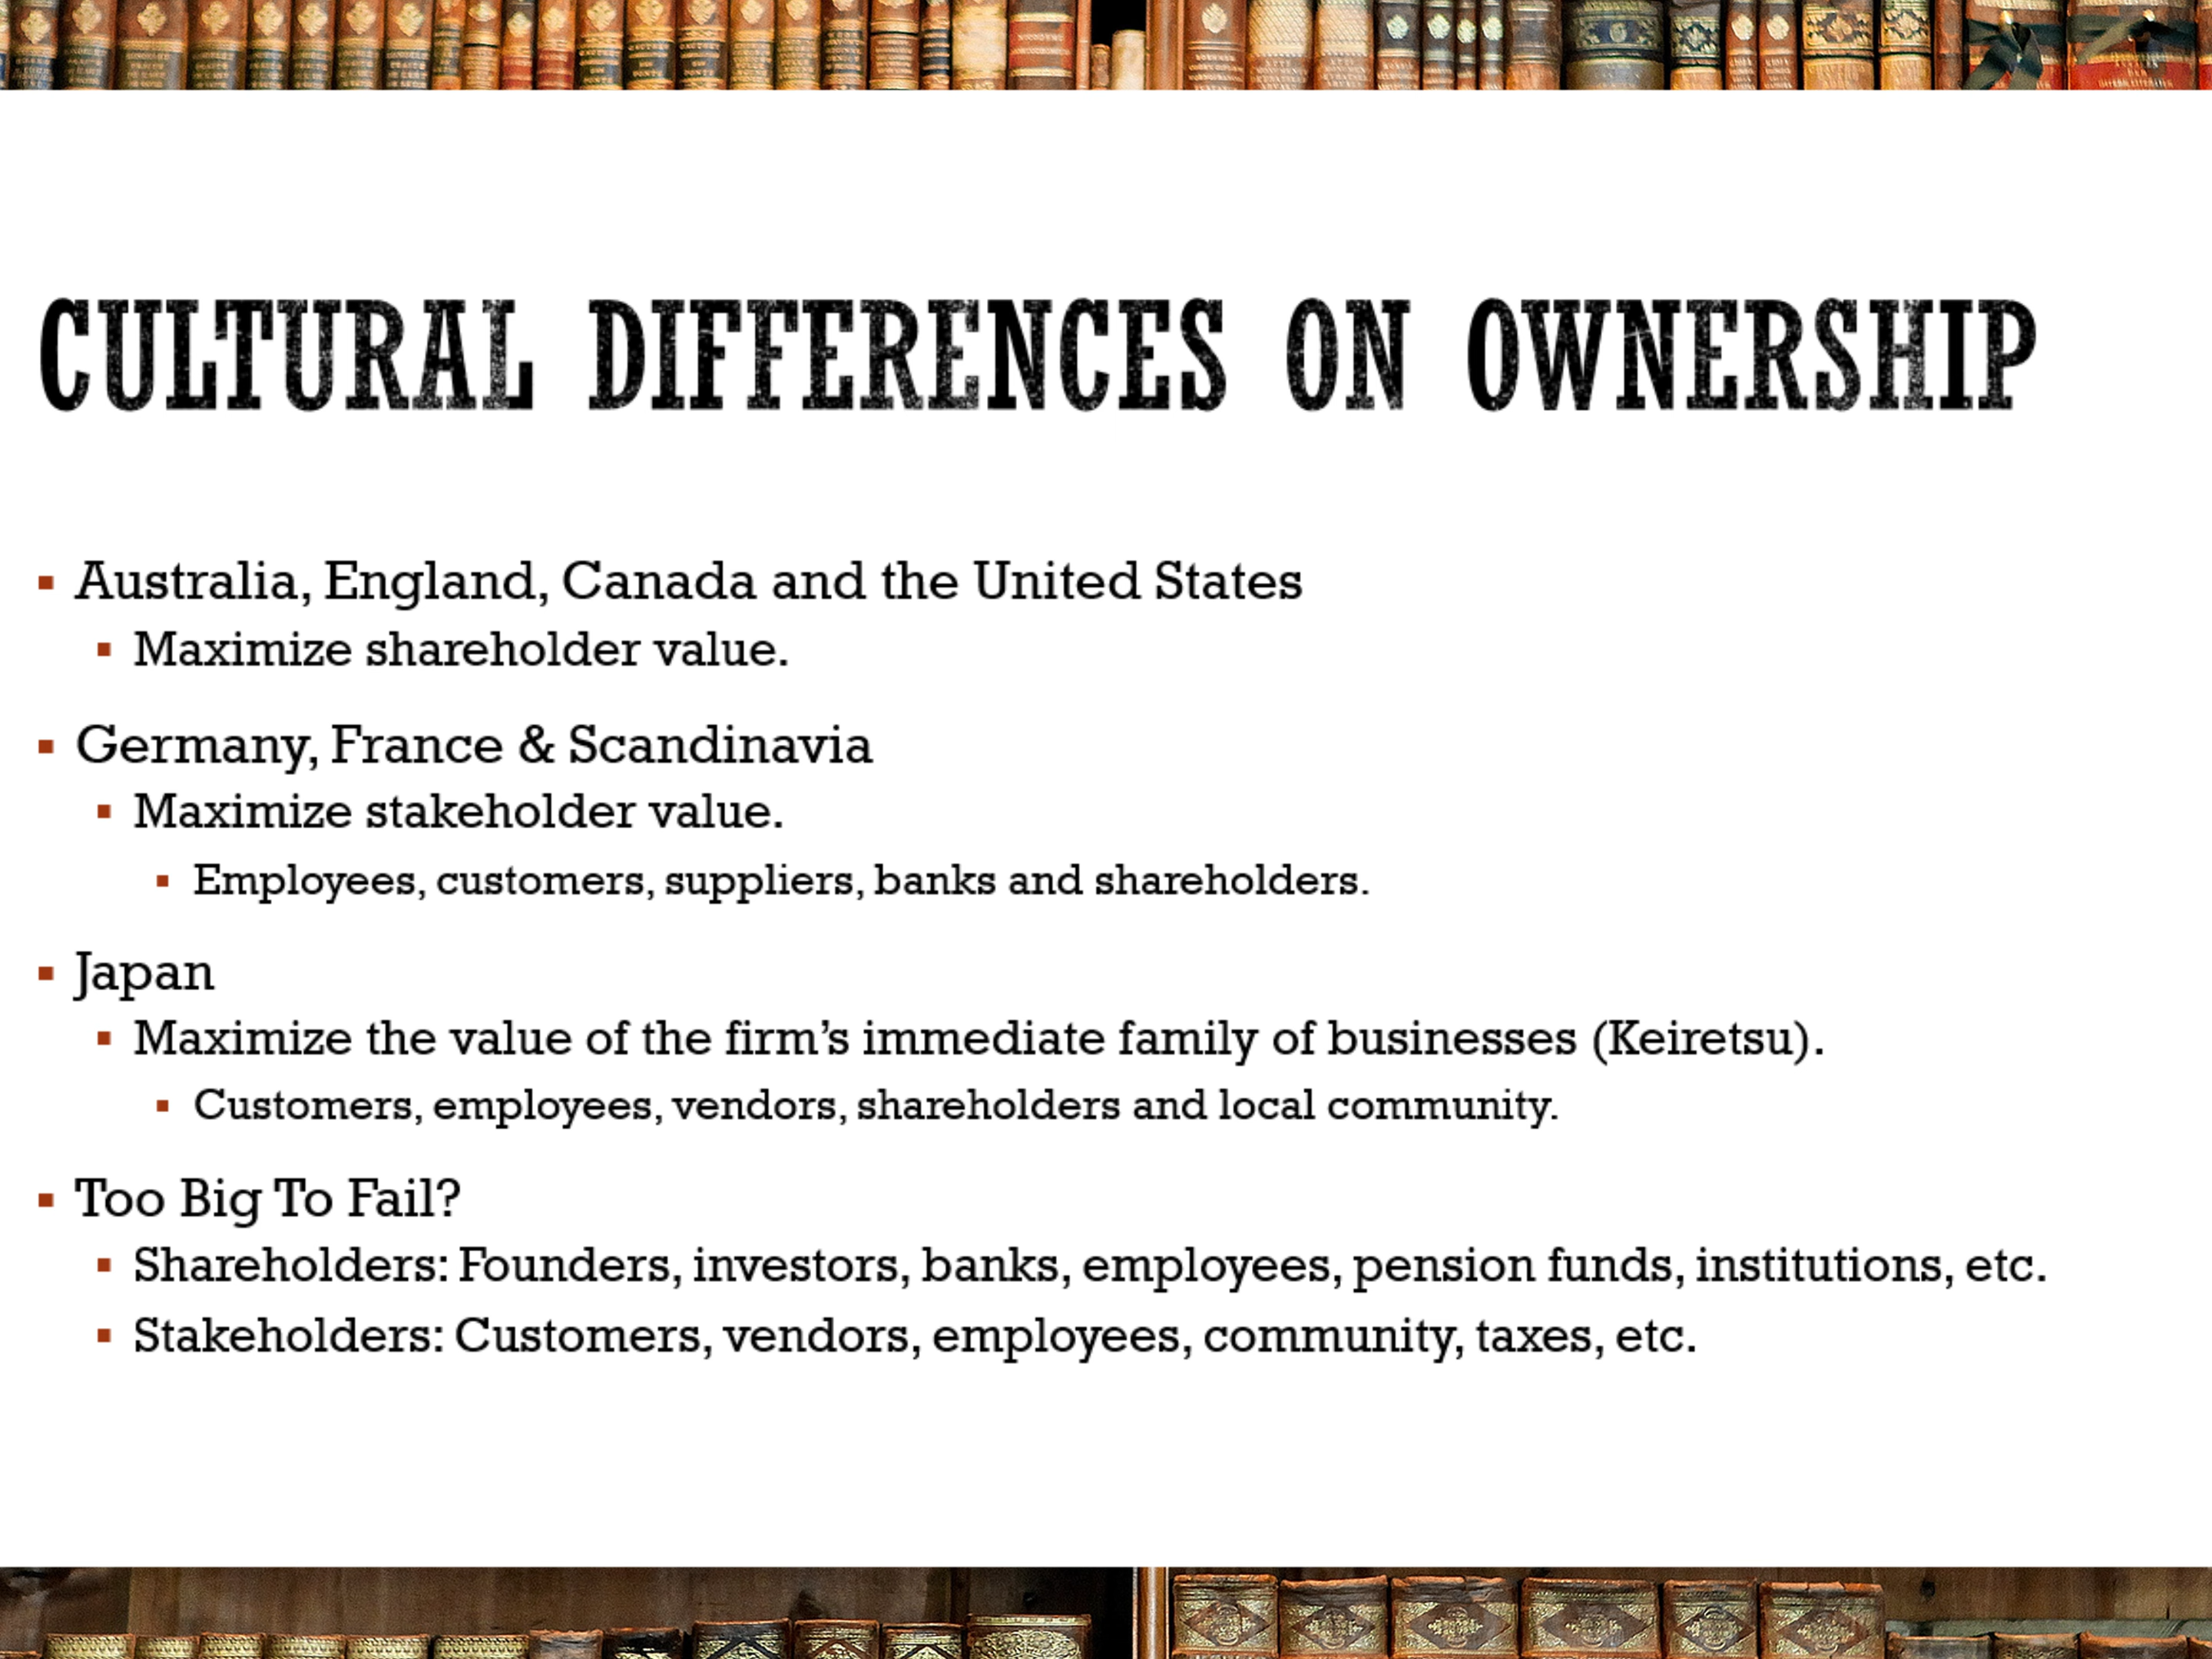 CULTURAL DIFFERENCES ON OWNERSHIP
Australia, England, Canada and the United States
Maximize shareholder value.
Germany, France & Scandinavia
Maximize stakeholder value.
Employees, customers, suppliers, banks and shareholders.
Japan
Maximize the value of the firm’s immediate family of businesses (Keiretsu).
Customers, employees, vendors, shareholders and local community.
Too Big To Fail?
Shareholders: Founders, investors, banks, employees, pension funds, institutions, etc.
Stakeholders: Customers, vendors, employees, community, taxes, etc.